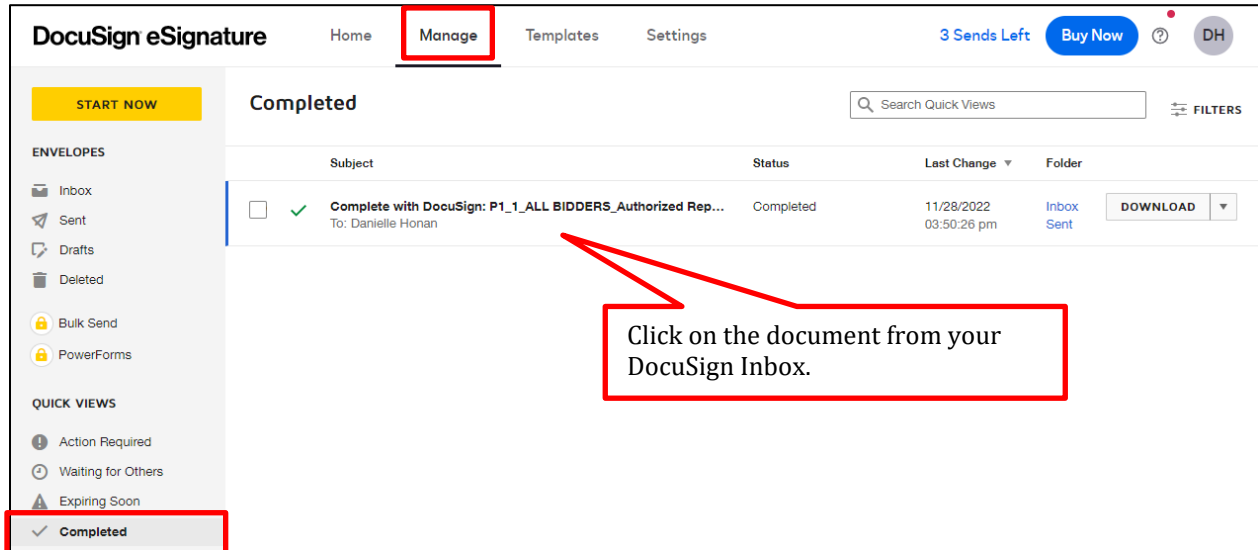 DocuSign eSignature Home Manage Templates Settings 3 Sends Left Buy Now ? DH
START NOW
Completed
Search Quick Views
FILTERS
ENVELOPES
Inbox
Sent
Drafts
Deleted
Bulk Send
PowerForms
QUICK VIEWS
Action Required
Waiting for Others
Expiring Soon
Completed
Subject Status Last Change Folder
Complete with DocuSign: P1_1_ALL BIDDERS_Authorized Rep... Completed 11/28/2022 Inbox DOWNLOAD
To: Danielle Honan 03:50:26 pm Sent
Click on the document from your
DocuSign Inbox.